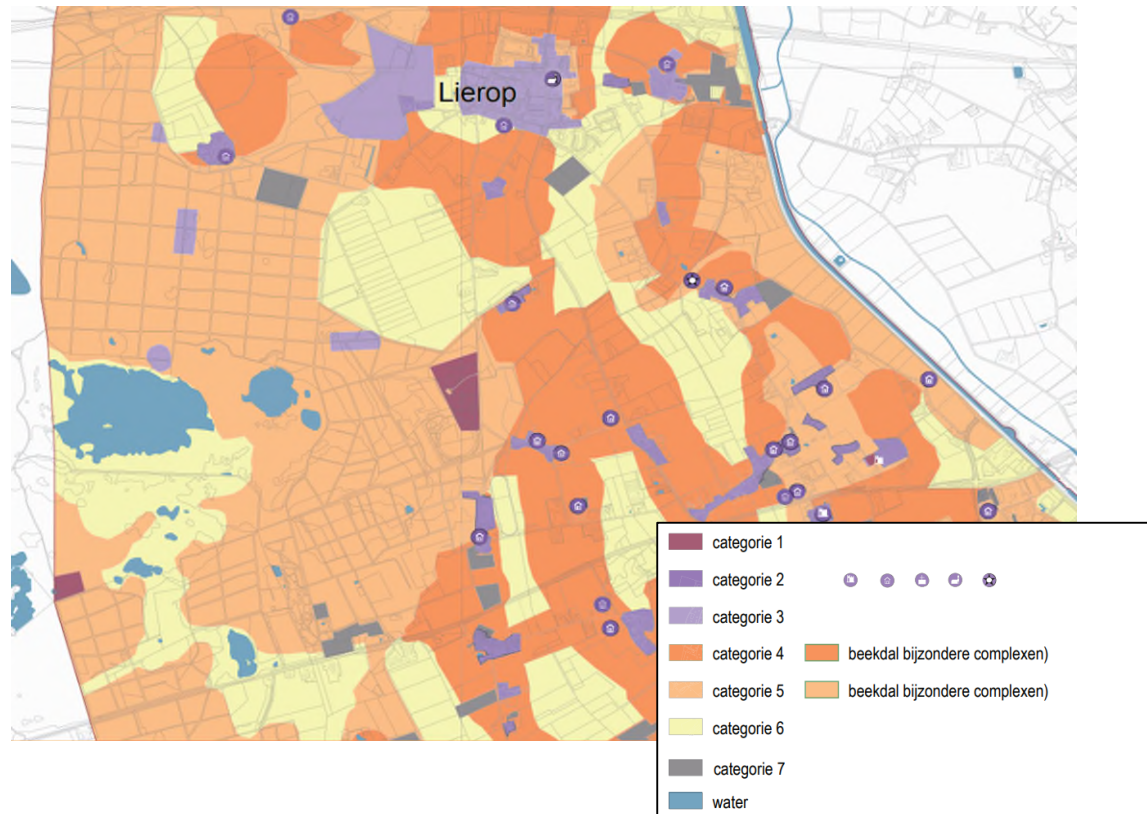 Lierop
categorie 1
categorie 2
categorie 3
categorie 4
beekdal bijzondere complexen)
categorie 5
beekdal bijzondere complexen)
categorie 6
categorie 7
water